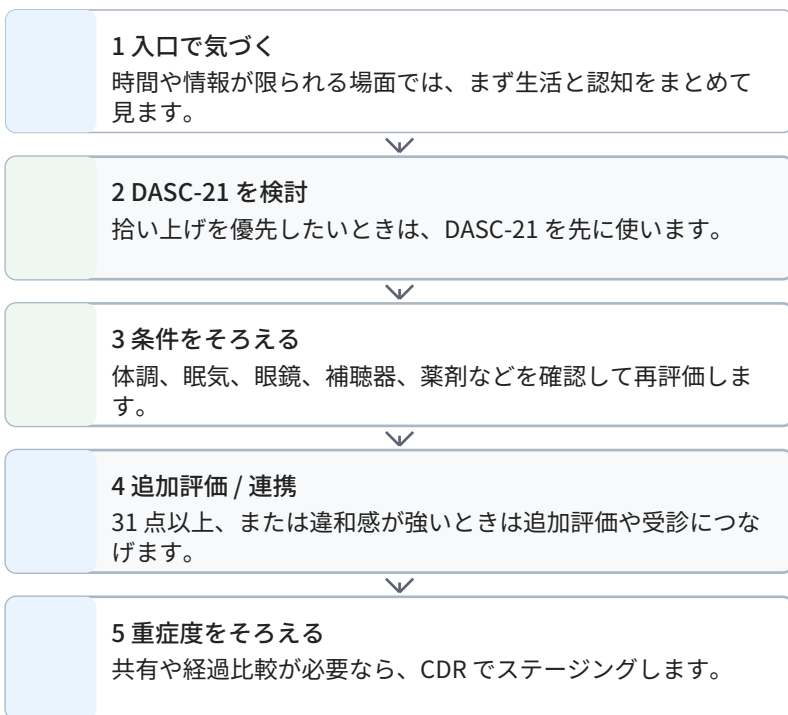 1 入口で気づく
時間や情報が限られる場面では、まず生活と認知をまとめて
見ます。
2 DASC-21 を検討
拾い上げを優先したいときは、DASC-21 を先に使います。
3 条件をそろえる
体調、眠気、眼鏡、補聴器、薬剤などを確認して再評価しま
す。
4 追加評価 / 連携
31 点以上、または違和感が強いときは追加評価や受診につな
げます。
5 重症度をそろえる
共有や経過比較が必要なら、CDR でステージングします。